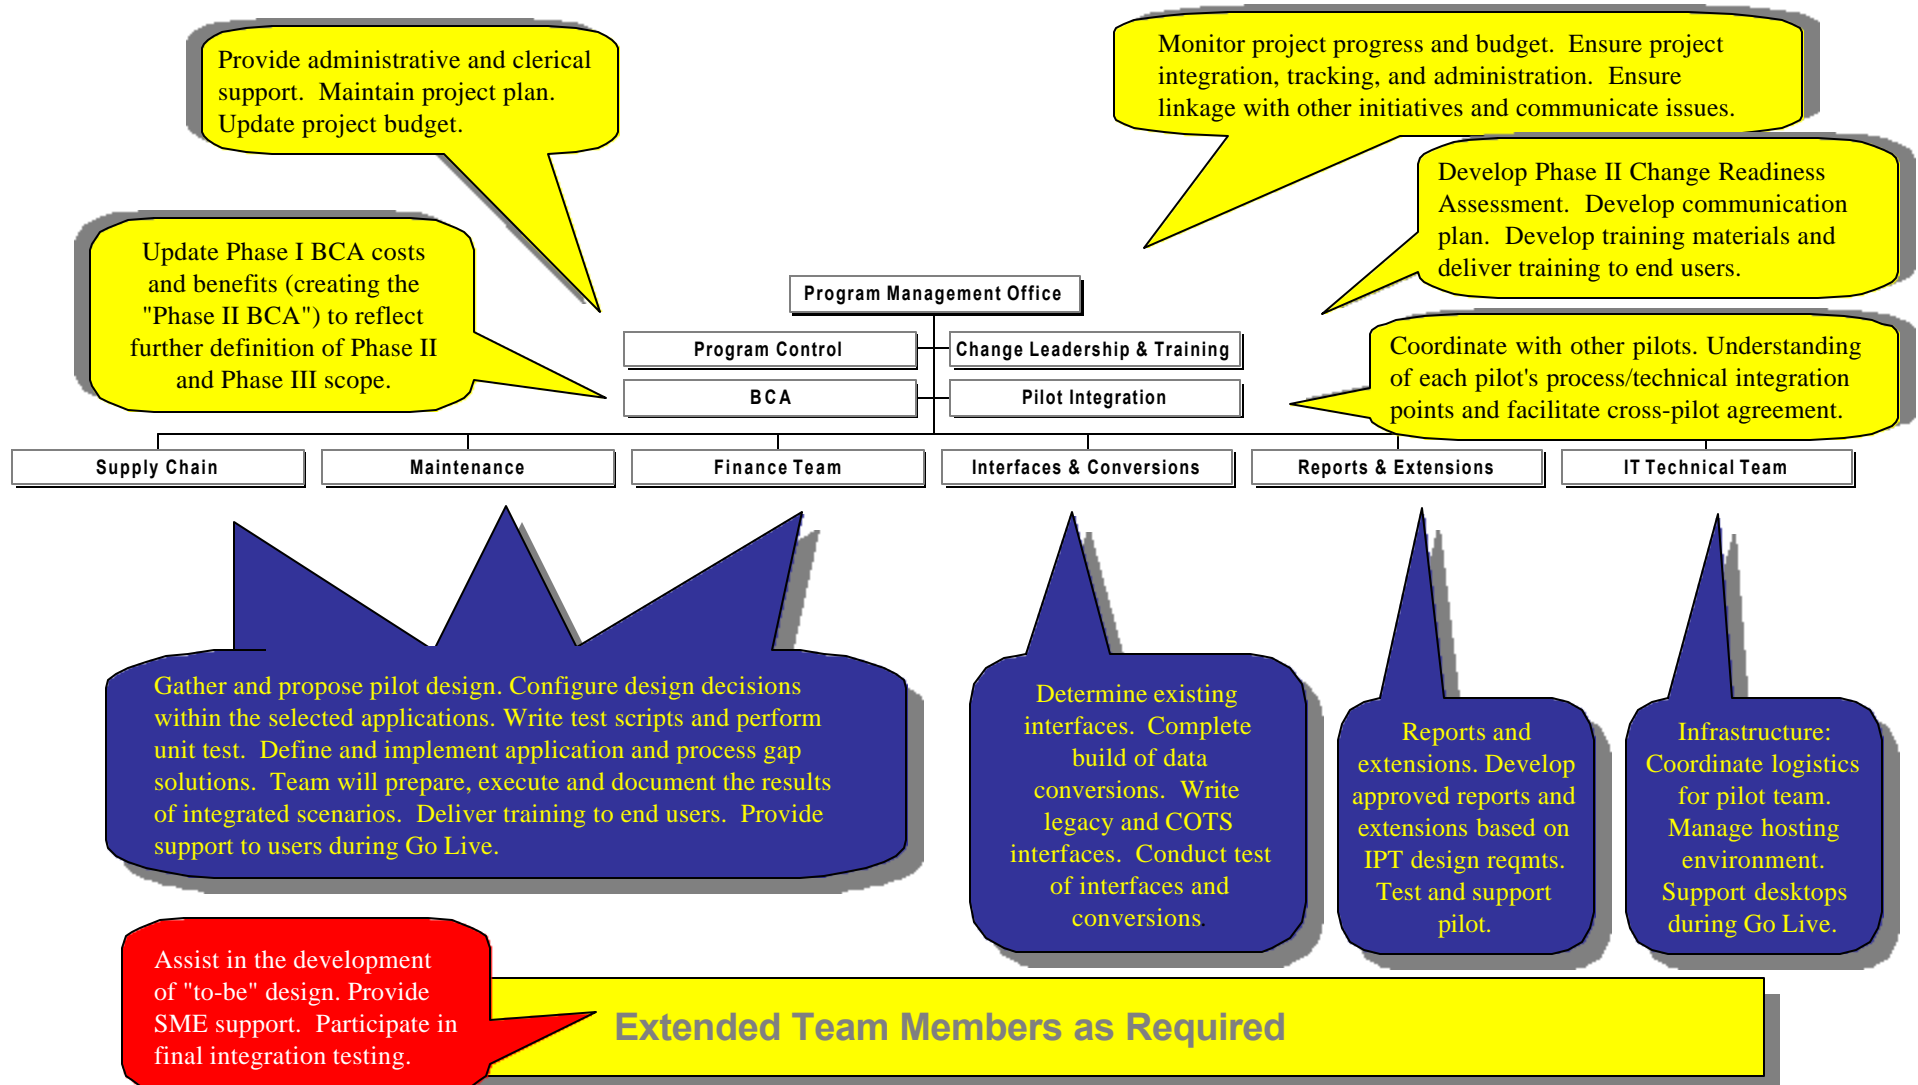 Provide administrative and clerical
support.  Maintain project plan.
Update project budget.
Monitor project progress and budget.  Ensure project
integration, tracking, and administration.  Ensure
linkage with other initiatives and communicate issues.
Develop Phase II Change Readiness
Assessment.  Develop communication
plan.  Develop training materials and
deliver training to end users.
Update Phase I BCA costs
and benefits (creating the
"Phase II BCA") to reflect
further definition of Phase II
and Phase III scope.
Program Management Office
Program Control
Change Leadership & Training
BCA
Pilot Integration
Coordinate with other pilots. Understanding
of each pilot's process/technical integration
points and facilitate cross-pilot agreement.
Supply Chain
Maintenance
Finance Team
Interfaces & Conversions
Reports & Extensions
IT Technical Team
Gather and propose pilot design. Configure design decisions
within the selected applications. Write test scripts and perform
unit test.  Define and implement application and process gap
solutions.  Team will prepare, execute and document the results
of integrated scenarios.  Deliver training to end users.  Provide
support to users during Go Live.
Determine existing
interfaces.  Complete
build of data
conversions.  Write
legacy and COTS
interfaces.  Conduct test
of interfaces and
conversions.
Reports and
extensions. Develop
approved reports and
extensions based on
IPT design reqmts.
Test and support
pilot.
Infrastructure:
Coordinate logistics
for pilot team.
Manage hosting
environment.
Support desktops
during Go Live.
Assist in the development
of "to-be" design. Provide
SME support.  Participate in
final integration testing.
Extended Team Members as Required